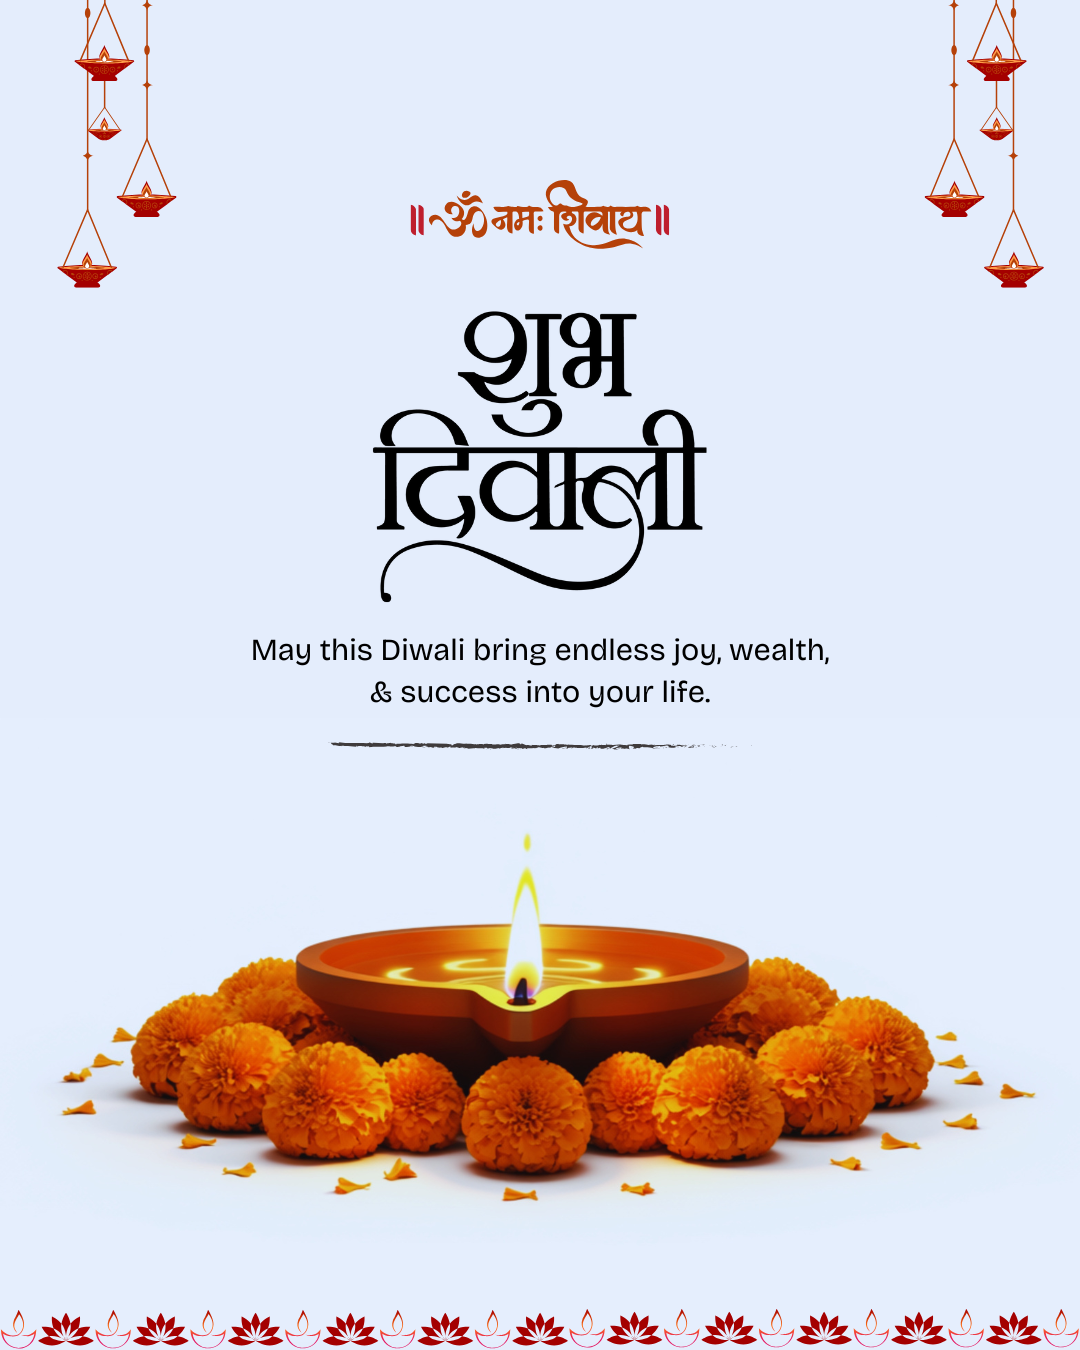 ॥ ॐ नमः शिवाय ॥
शुभ
दिवाली
May this Diwali bring endless joy, wealth,
& success into your life.